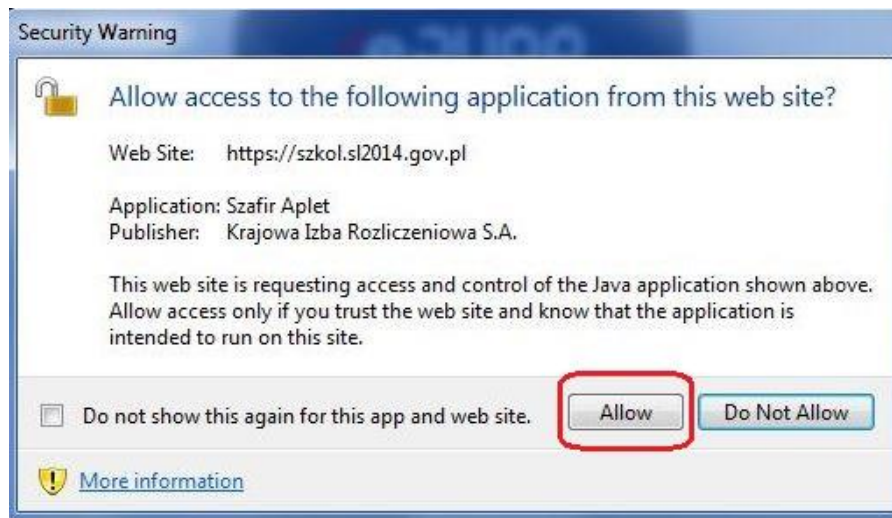 Security Warning
Allow access to the following application from this web site?
Web Site: https://szkol.sl2014.gov.pl
Application: Szafir Aplet
Publisher: Krajowa Izba Rozliczeniowa S.A.
This web site is requesting access and control of the Java application shown above.
Allow access only if you trust the web site and know that the application is
intended to run on this site.
Do not show this again for this app and web site. Allow Do Not Allow
More information